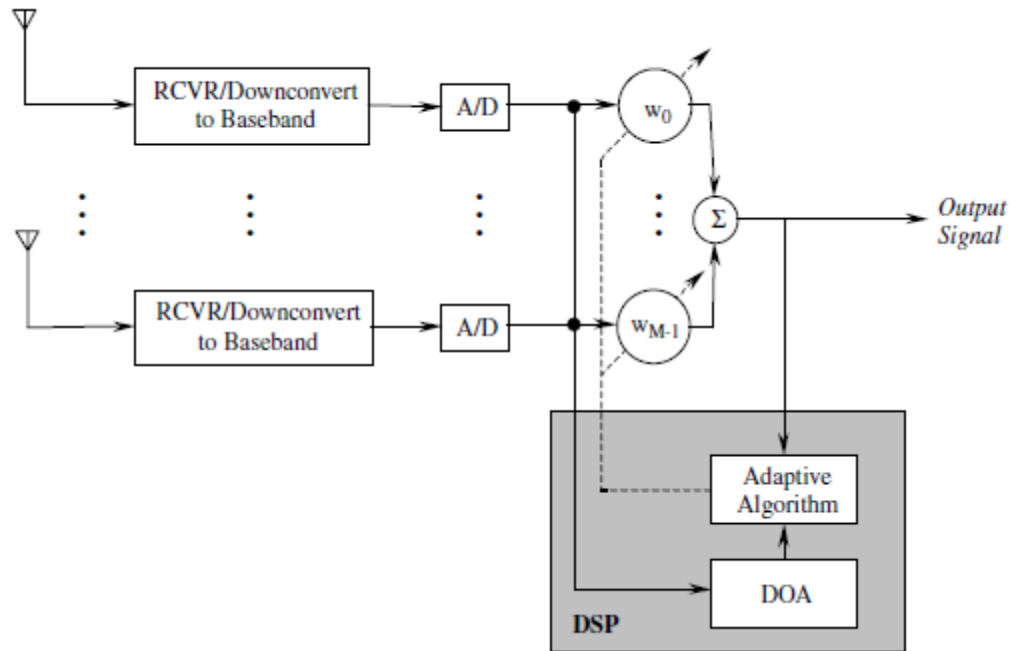 RCVR/Downconvert
to Baseband
A/D
w0
Σ
Output
Signal
RCVR/Downconvert
to Baseband
A/D
wM-1
Adaptive
Algorithm
DOA
DSP